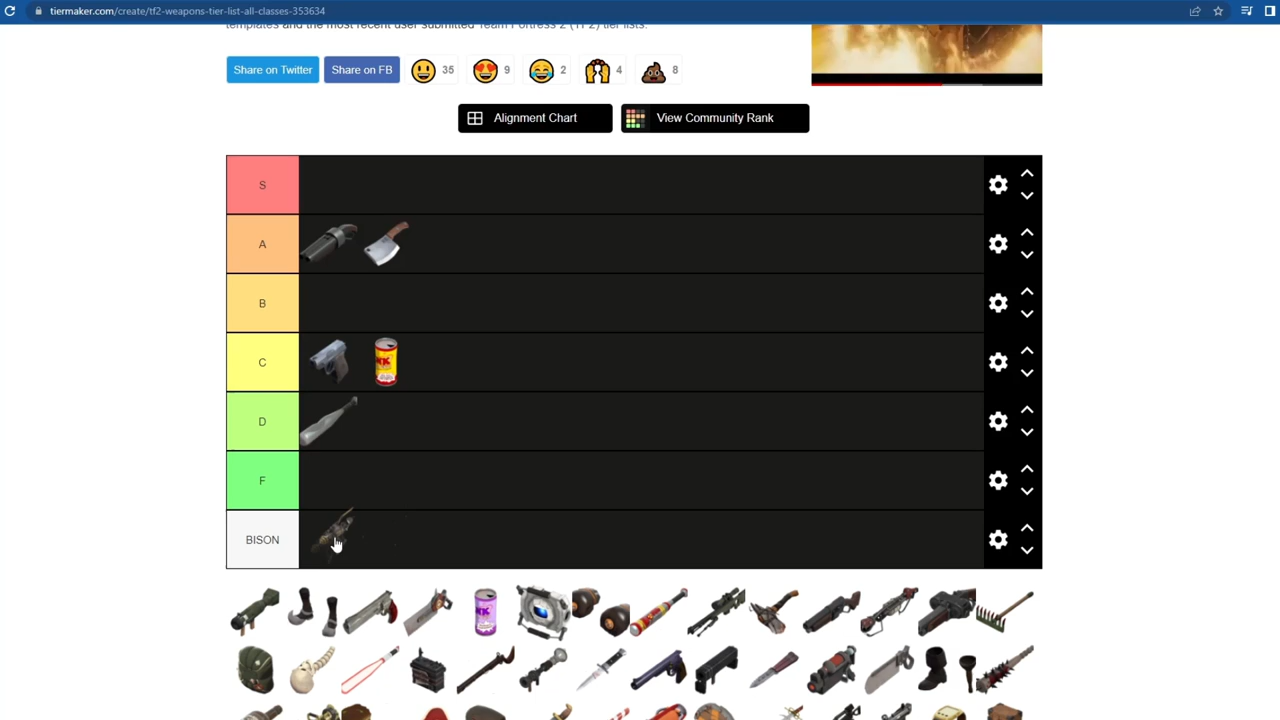 tiermaker.com/create/tf2-weapons-tier-list-all-classes-353634
templates and the most recent user submitted Team Fortress 2 (TF2) tier lists.
Share on Twitter
Share on FB
35
9
2
4
8
Alignment Chart
View Community Rank
S
A
B
C
D
F
BISON